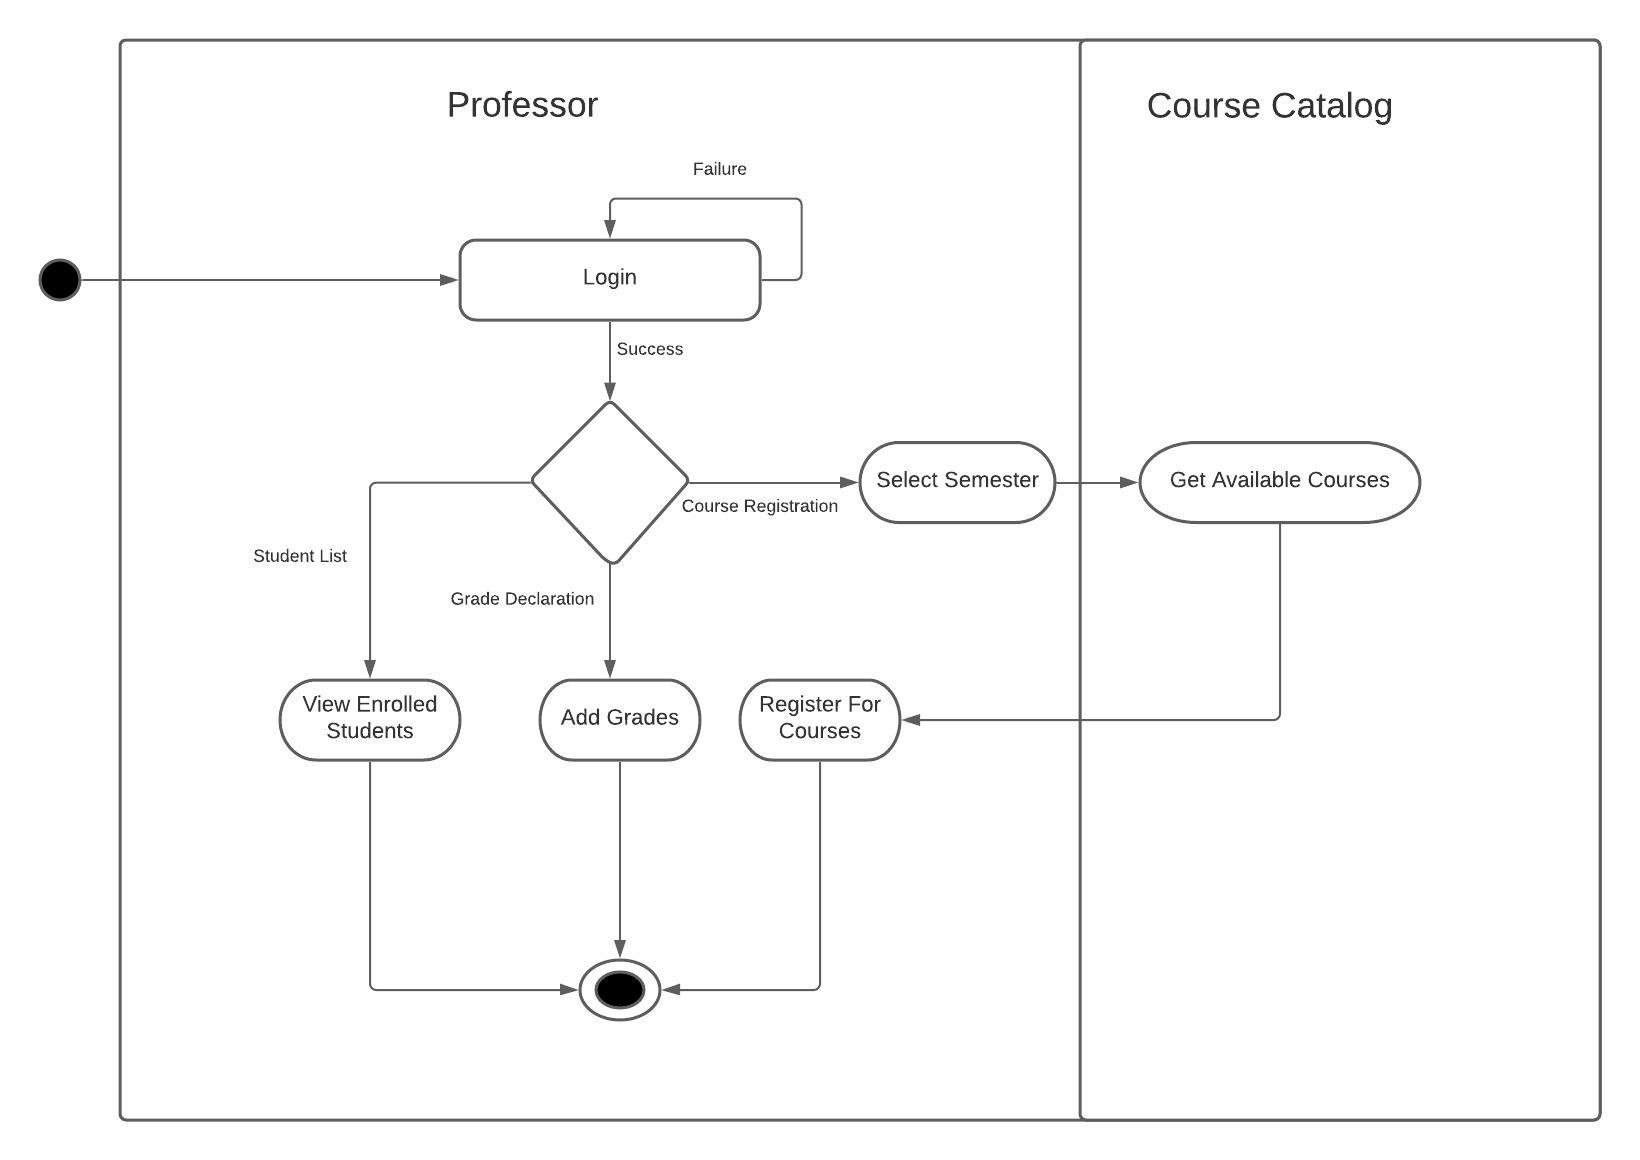 Professor
Course Catalog
Failure
Login
Success
Select Semester
Get Available Courses
Course Registration
Student List
Grade Declaration
View Enrolled
Students
Add Grades
Register For
Courses